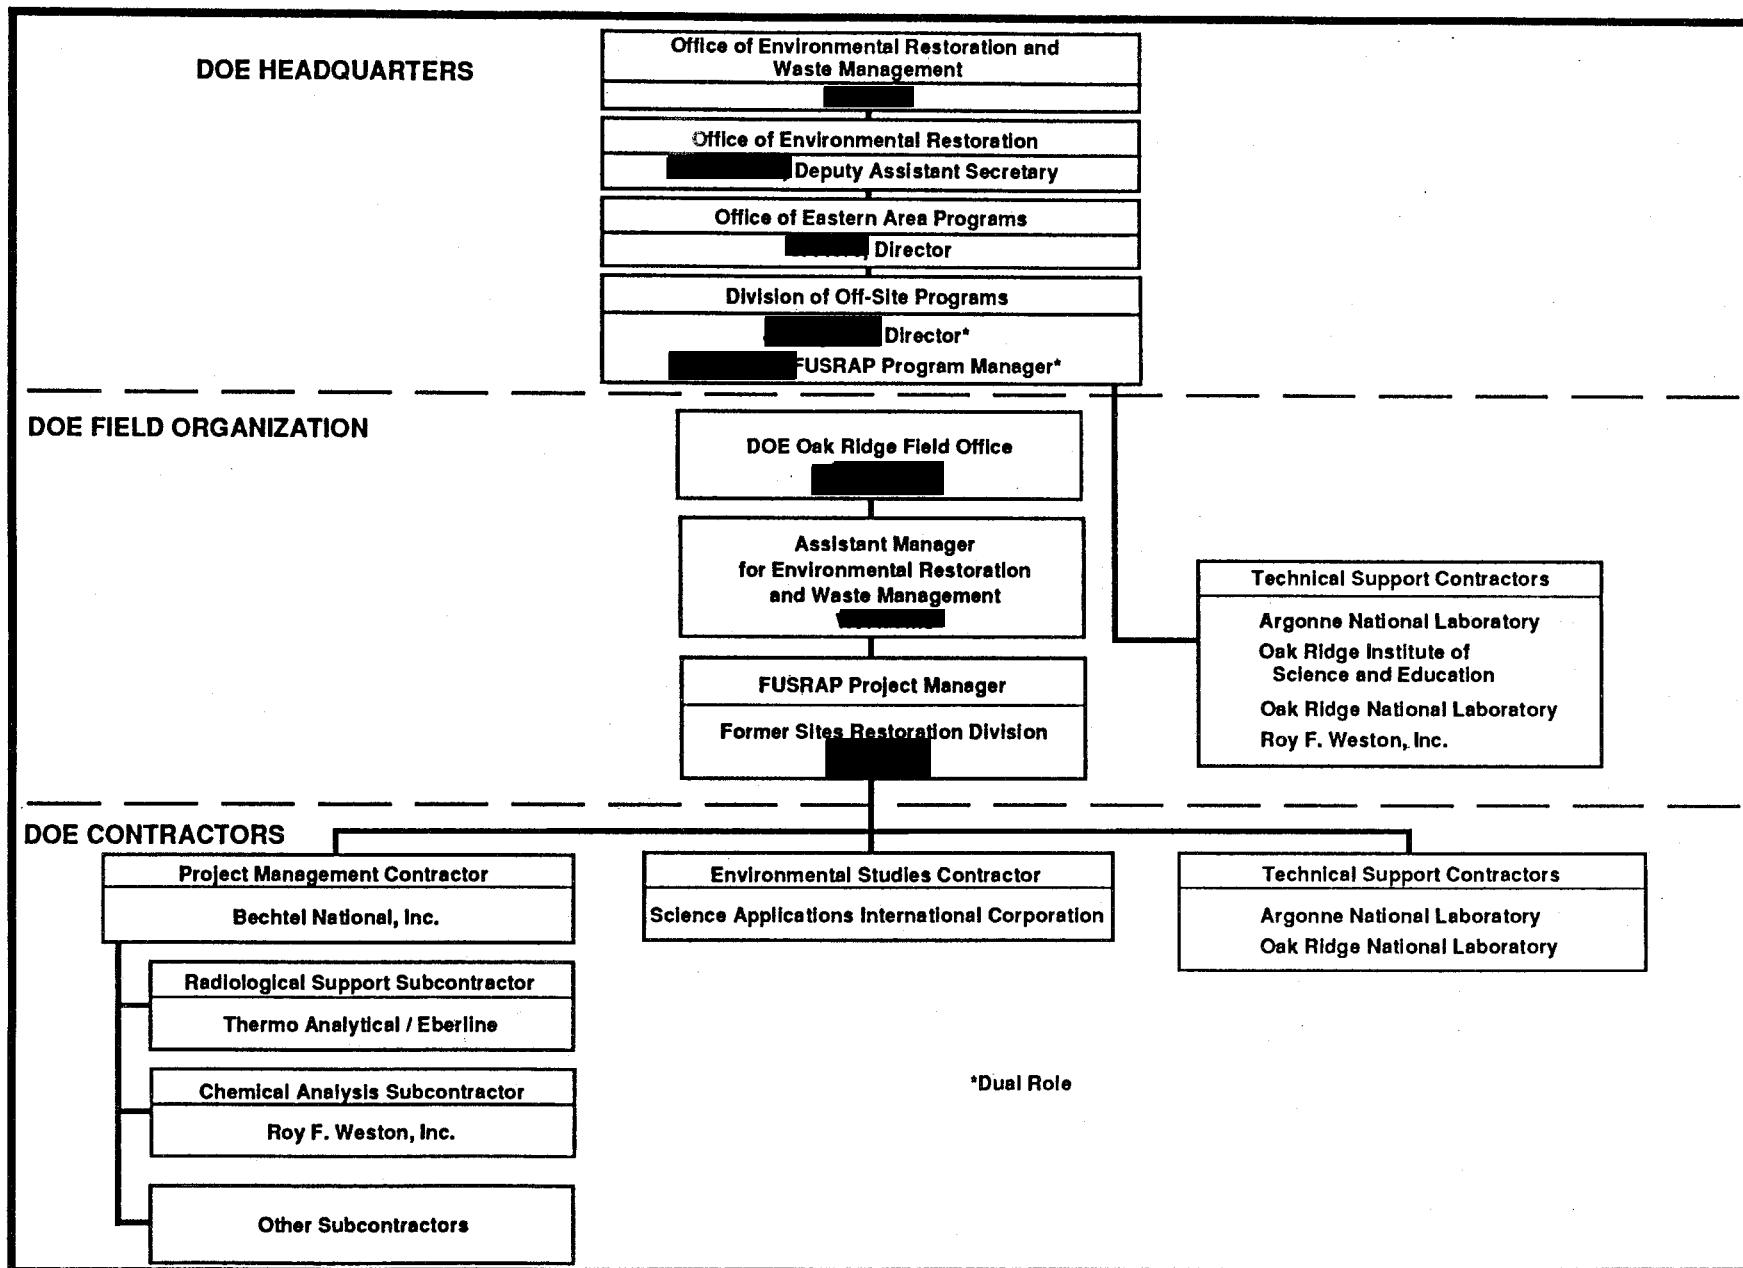 DOE HEADQUARTERS
Office of Environmental Restoration and
Waste Management
Office of Environmental Restoration
Deputy Assistant Secretary
Office of Eastern Area Programs
Director
Division of Off-Site Programs
Director*
FUSRAP Program Manager*
DOE FIELD ORGANIZATION
DOE Oak Ridge Field Office
Assistant Manager
for Environmental Restoration
and Waste Management
FUSRAP Project Manager
Former Sites Restoration Division
Technical Support Contractors
Argonne National Laboratory
Oak Ridge Institute of
Science and Education
Oak Ridge National Laboratory
Roy F. Weston, Inc.
DOE CONTRACTORS
Project Management Contractor
Bechtel National, Inc.
Radiological Support Subcontractor
Thermo Analytical / Eberline
Chemical Analysis Subcontractor
Roy F. Weston, Inc.
Other Subcontractors
Environmental Studies Contractor
Science Applications International Corporation
Technical Support Contractors
Argonne National Laboratory
Oak Ridge National Laboratory
*Dual Role